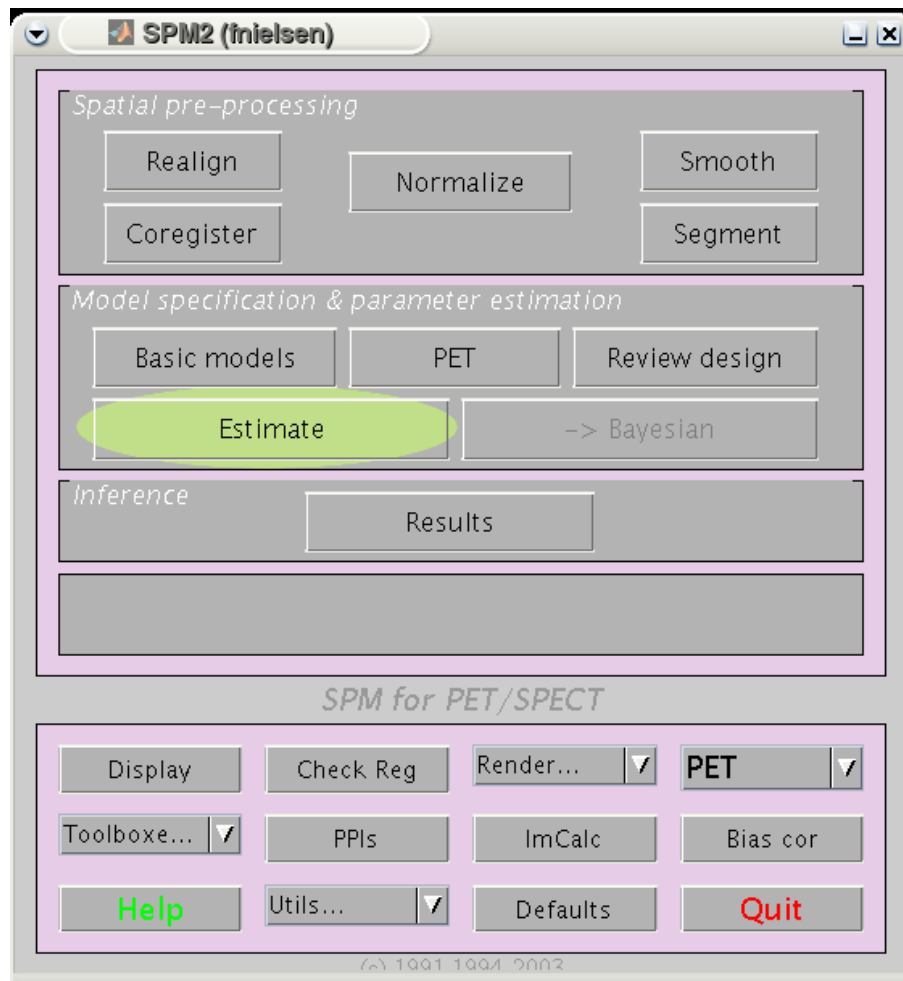 SPM2 (fnielsen)
Spatial pre-processing
Realign
Normalize
Smooth
Coregister
Segment
Model specification & parameter estimation
Basic models
PET
Review design
Estimate
-> Bayesian
Inference
Results
SPM for PET/SPECT
Display
Check Reg
Render...
PET
Toolboxe...
PPIs
ImCalc
Bias cor
Help
Utils...
Defaults
Quit
(c) 1991,1994,2003